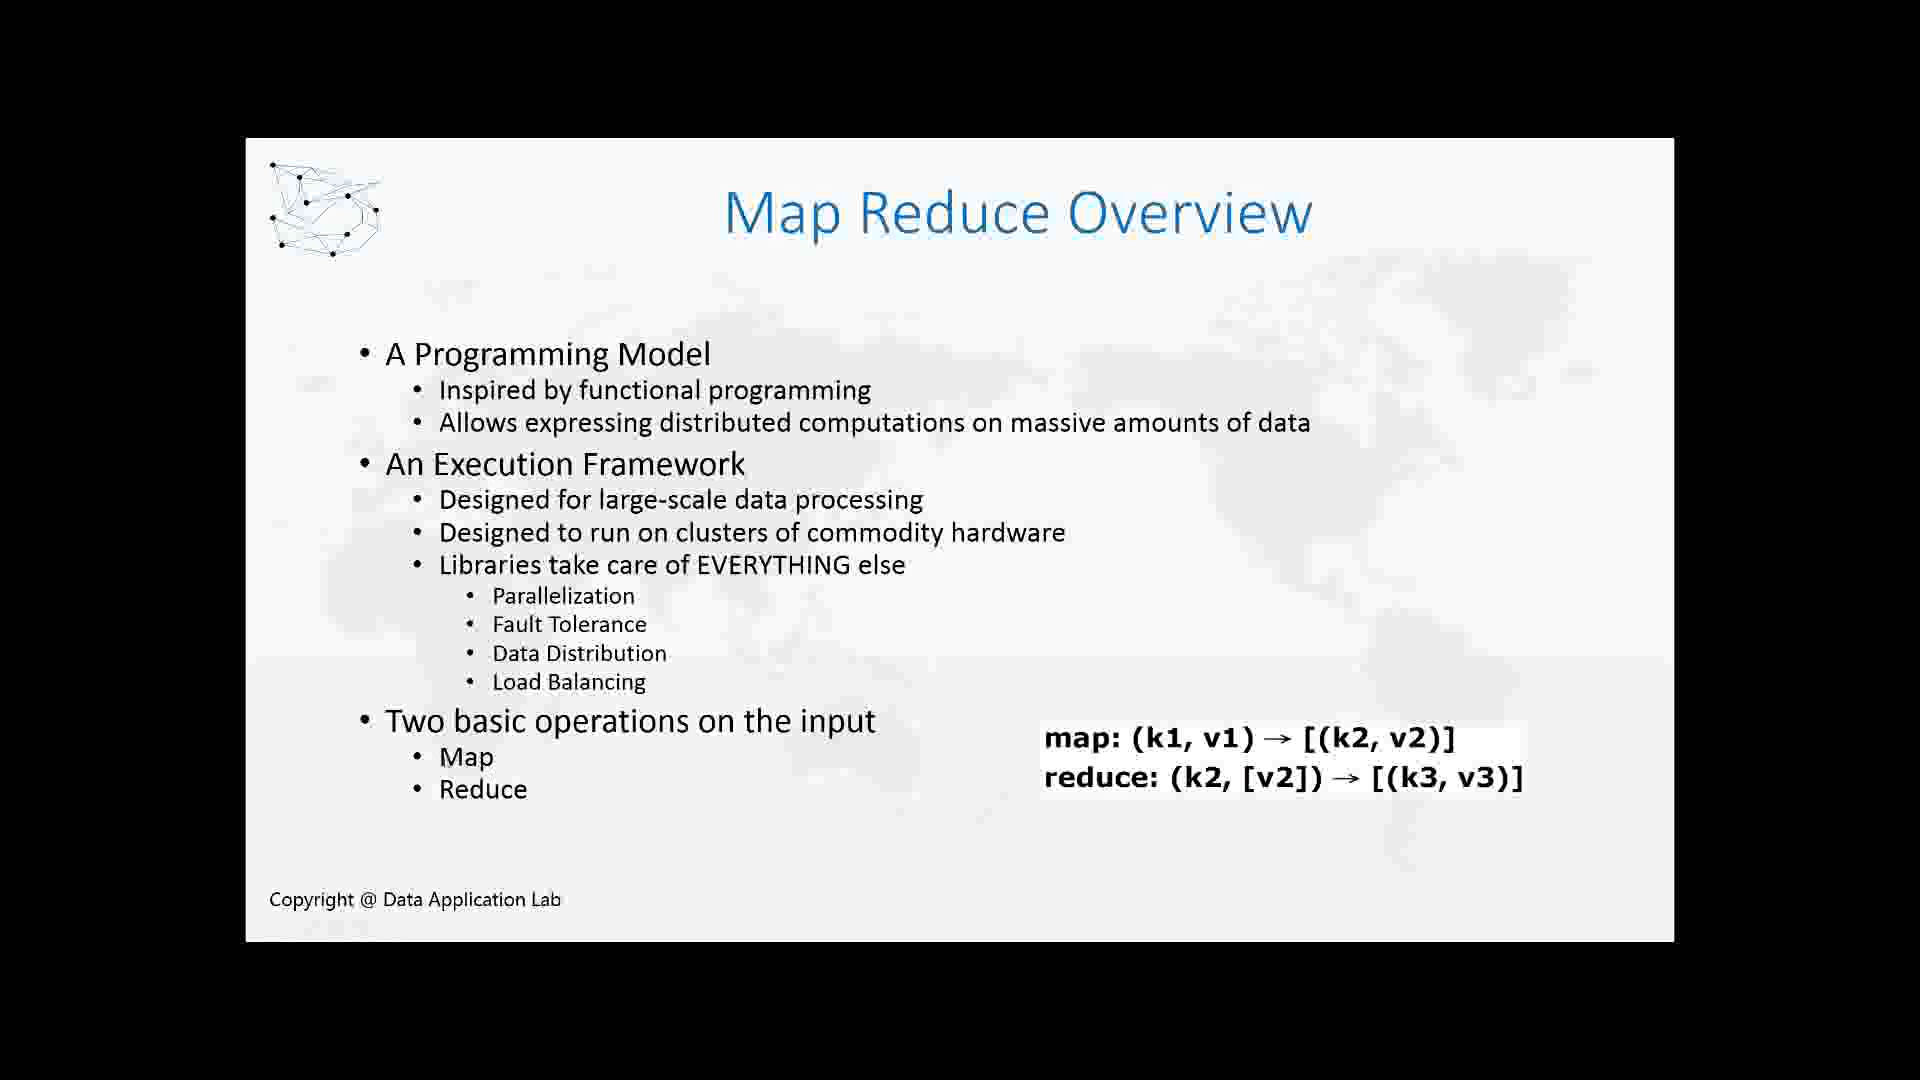 Map Reduce Overview
• A Programming Model
• Inspired by functional programming
• Allows expressing distributed computations on massive amounts of data
• An Execution Framework
• Designed for large-scale data processing
• Designed to run on clusters of commodity hardware
• Libraries take care of EVERYTHING else
• Parallelization
• Fault Tolerance
• Data Distribution
• Load Balancing
• Two basic operations on the input
• Map
• Reduce
map: (k1, v1) → [(k2, v2)]
reduce: (k2, [v2]) → [(k3, v3)]
Copyright @ Data Application Lab